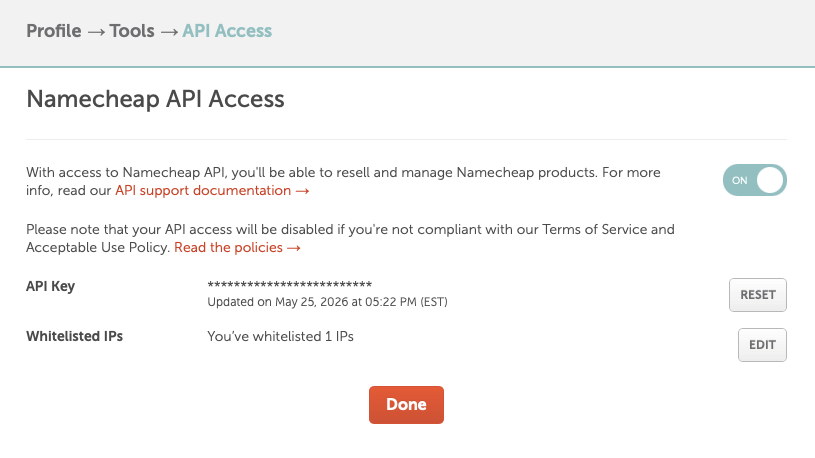 Profile → Tools → API Access
Namecheap API Access
With access to Namecheap API, you'll be able to resell and manage Namecheap products. For more
info, read our API support documentation →
ON
Please note that your API access will be disabled if you're not compliant with our Terms of Service and
Acceptable Use Policy. Read the policies →
API Key
*************************
Updated on May 25, 2026 at 05:22 PM (EST)
RESET
Whitelisted IPs
You've whitelisted 1 IPs
EDIT
Done